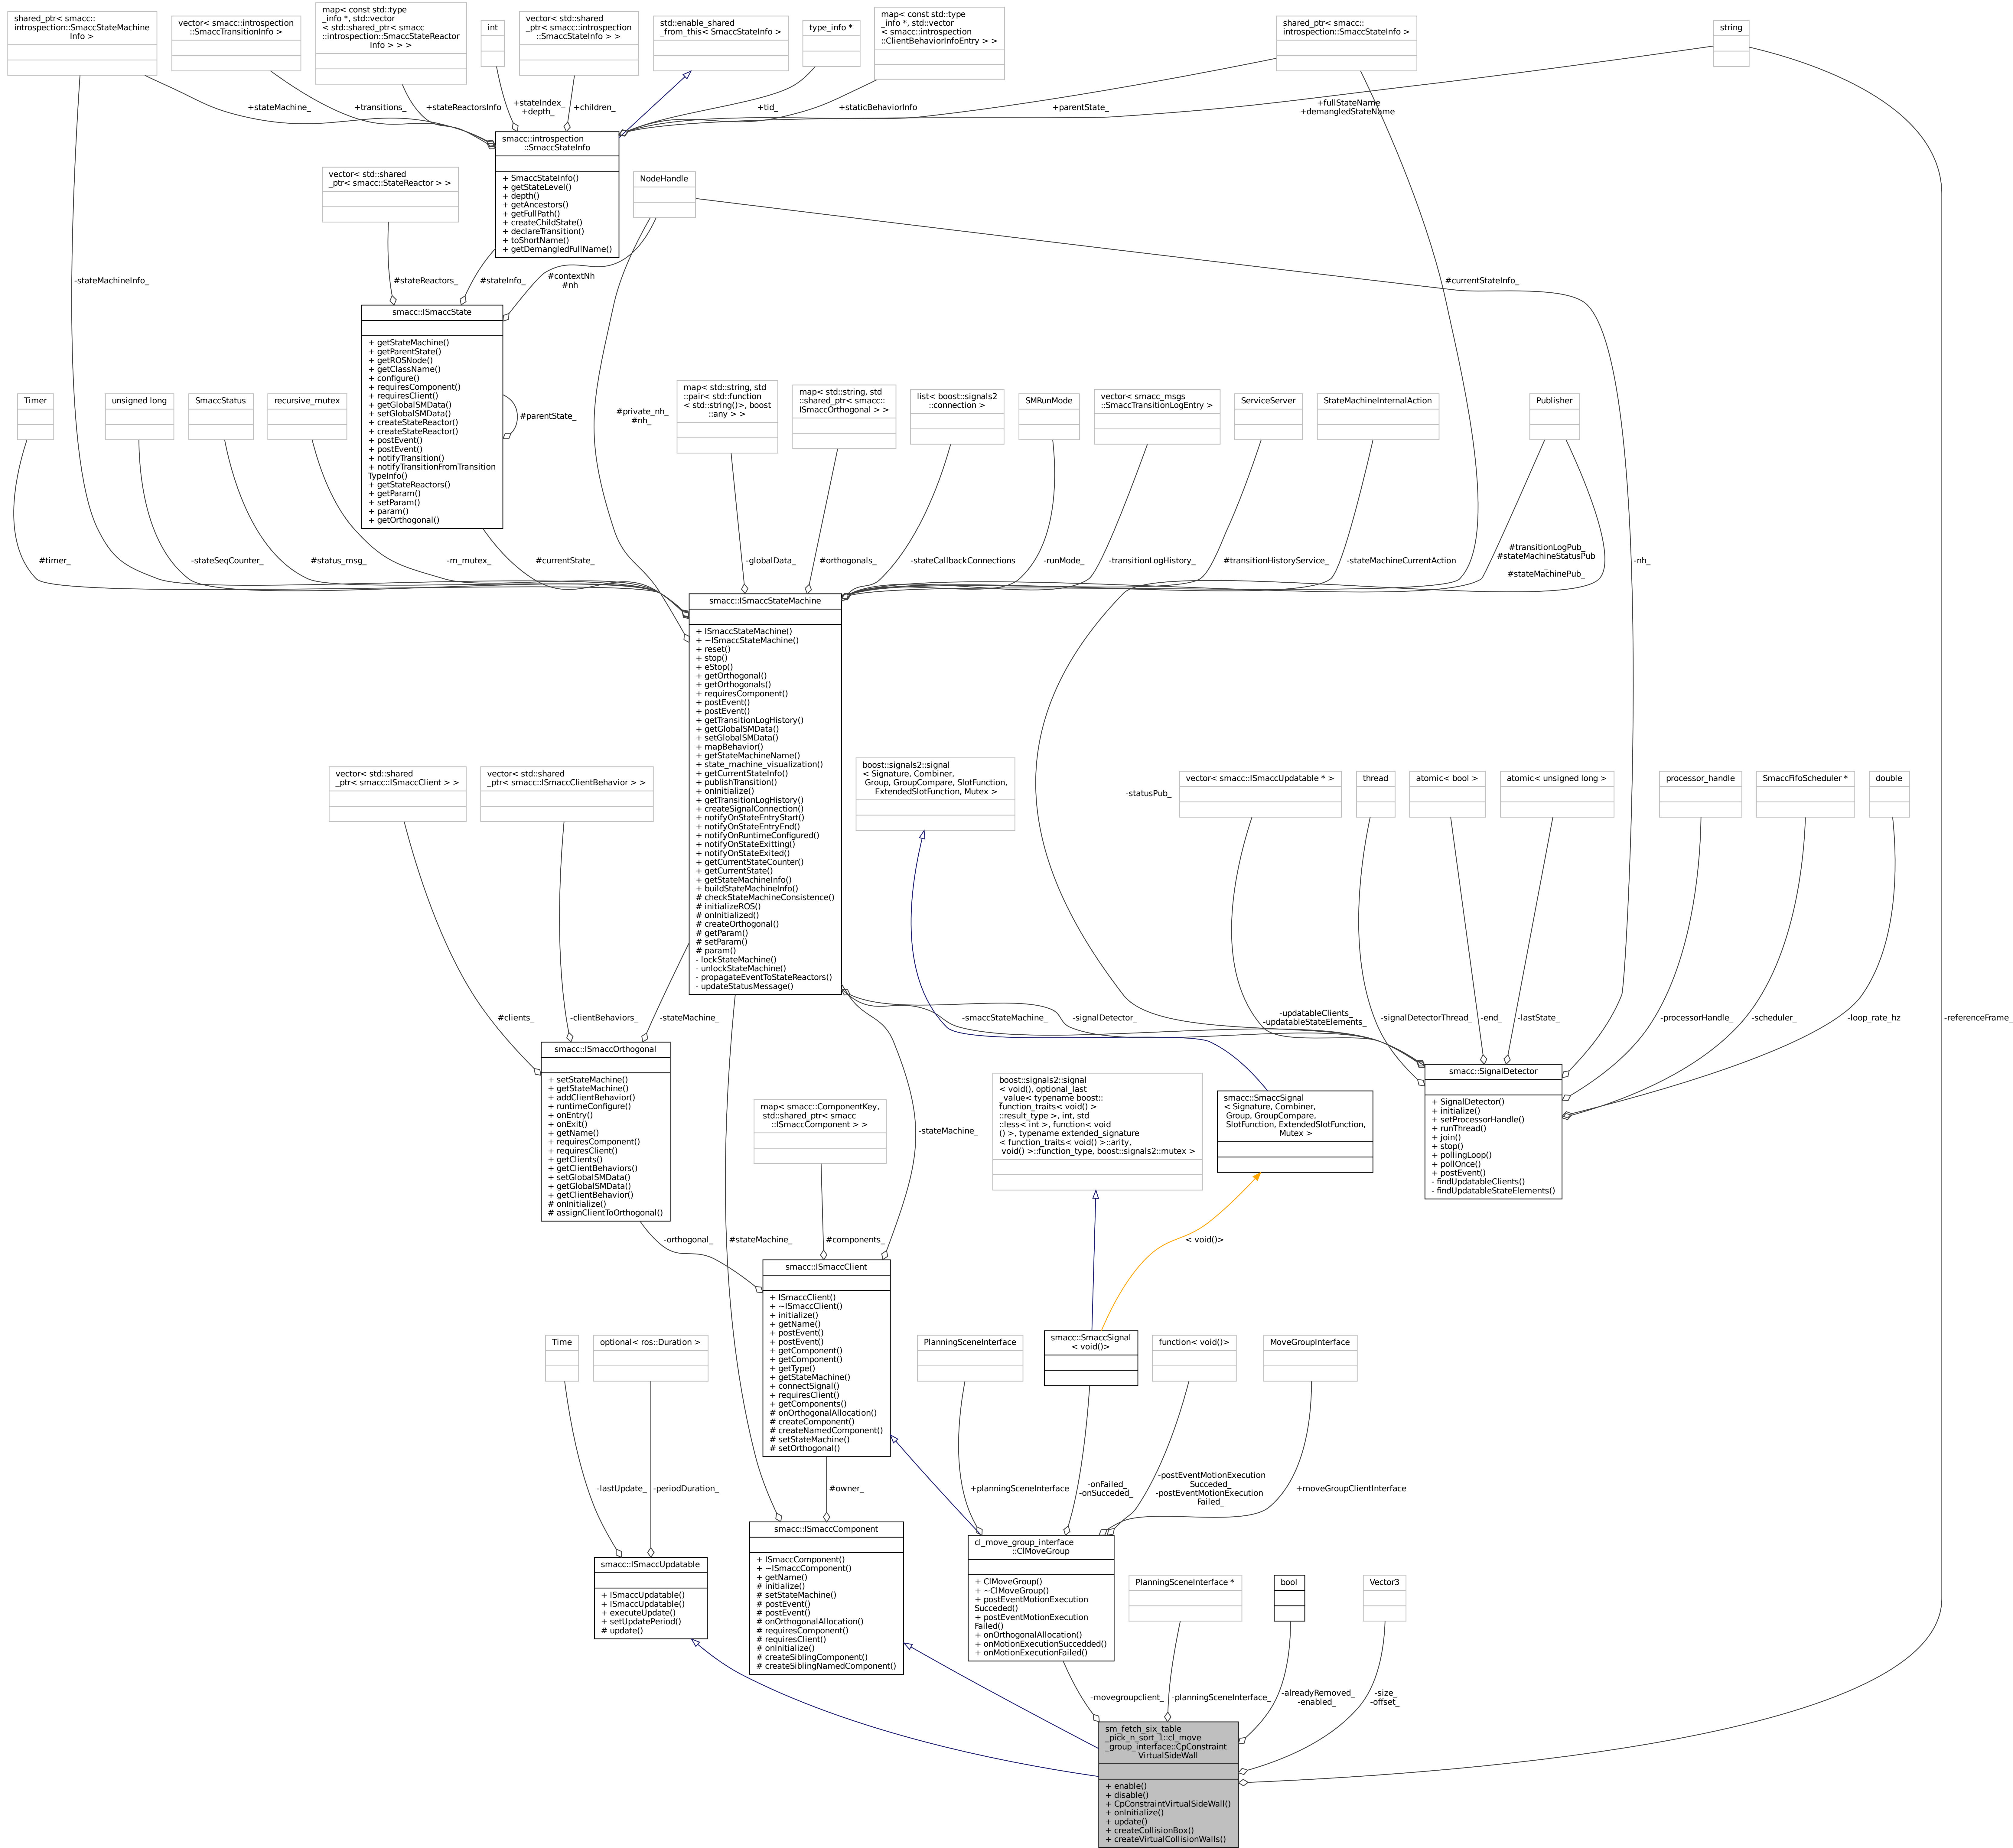 shared_ptr< smacc::
introspection::SmaccStateMachine
Info >
vector< smacc::introspection
::SmaccTransitionInfo >
map< const std::type
_info *, std::vector
< std::shared_ptr< smacc
::introspection::SmaccStateReactor
Info > > >
int
vector< std::shared
_ptr< smacc::introspection
::SmaccStateInfo > >
std::enable_shared
_from_this< SmaccStateInfo >
type_info *
map< const std::type
_info *, std::vector
< smacc::introspection
::ClientBehaviorInfoEntry > >
shared_ptr< smacc::
introspection::SmaccStateInfo >
string
+stateMachine_
+transitions_
+stateReactorsInfo
+stateIndex_
+depth_
+children_
+tid_
+staticBehaviorInfo
+parentState_
+fullStateName
+demangledStateName
smacc::introspection
::SmaccStateInfo
+ SmaccStateInfo()
+ getStateLevel()
+ depth()
+ getAncestors()
+ getFullPath()
+ createChildState()
+ declareTransition()
+ toShortName()
+ getDemangledFullName()
vector< std::shared
_ptr< smacc::StateReactor > >
NodeHandle
-stateMachineInfo_
#stateReactors_
#stateInfo_
#contextNh
#nh
#currentStateInfo_
smacc::ISmaccState
+ getStateMachine()
+ getParentState()
+ getROSNode()
+ getClassName()
+ configure()
+ requiresComponent()
+ requiresClient()
+ getGlobalSMData()
+ setGlobalSMData()
+ createStateReactor()
+ createStateReactor()
+ postEvent()
+ postEvent()
+ notifyTransition()
+ notifyTransitionFromTransition
TypeInfo()
+ getStateReactors()
+ getParam()
+ setParam()
+ param()
+ getOrthogonal()
#parentState_
Timer
unsigned long
SmaccStatus
recursive_mutex
#private_nh_
#nh_
map< std::string, std
::pair< std::function
< std::string()>, boost
::any > >
map< std::string, std
::shared_ptr< smacc::
ISmaccOrthogonal > >
list< boost::signals2
::connection >
SMRunMode
vector< smacc_msgs
::SmaccTransitionLogEntry >
ServiceServer
StateMachineInternalAction
Publisher
#timer_
-stateSeqCounter_
#status_msg_
-m_mutex_
#currentState_
-globalData_
#orthogonals_
-stateCallbackConnections
-runMode_
-transitionLogHistory_
#transitionHistoryService_
-stateMachineCurrentAction
#transitionLogPub_
#stateMachineStatusPub
_
#stateMachinePub_
-nh_
smacc::ISmaccStateMachine
+ ISmaccStateMachine()
+ ~ISmaccStateMachine()
+ reset()
+ stop()
+ eStop()
+ getOrthogonal()
+ getOrthogonals()
+ requiresComponent()
+ postEvent()
+ postEvent()
+ getTransitionLogHistory()
+ getGlobalSMData()
+ setGlobalSMData()
+ mapBehavior()
+ getStateMachineName()
+ state_machine_visualization()
+ getCurrentStateInfo()
+ publishTransition()
+ onInitialize()
+ getTransitionLogHistory()
+ createSignalConnection()
+ notifyOnStateEntryStart()
+ notifyOnStateEntryEnd()
+ notifyOnRuntimeConfigured()
+ notifyOnStateExitting()
+ notifyOnStateExited()
+ getCurrentStateCounter()
+ getCurrentState()
+ getStateMachineInfo()
+ buildStateMachineInfo()
# checkStateMachineConsistence()
# initializeROS()
# onInitialized()
# createOrthogonal()
# getParam()
# setParam()
# param()
- lockStateMachine()
- unlockStateMachine()
- propagateEventToStateReactors()
- updateStatusMessage()
vector< std::shared
_ptr< smacc::ISmaccClient > >
vector< std::shared
_ptr< smacc::ISmaccClientBehavior > >
boost::signals2::signal
< Signature, Combiner,
Group, GroupCompare, SlotFunction,
ExtendedSlotFunction, Mutex >
-statusPub_
vector< smacc::ISmaccUpdatable * >
thread
atomic< bool >
atomic< unsigned long >
processor_handle
SmaccFifoScheduler *
double
#clients_
-clientBehaviors_
-stateMachine_
-smaccStateMachine_
-signalDetector_
-updatableClients_
-updatableStateElements_
-signalDetectorThread_
-end_
-lastState_
-processorHandle_
-scheduler_
-loop_rate_hz
-referenceFrame_
smacc::ISmaccOrthogonal
+ setStateMachine()
+ getStateMachine()
+ addClientBehavior()
+ runtimeConfigure()
+ onEntry()
+ onExit()
+ getName()
+ requiresComponent()
+ requiresClient()
+ getClients()
+ getClientBehaviors()
+ setGlobalSMData()
+ getGlobalSMData()
+ getClientBehavior()
# onInitialize()
# assignClientToOrthogonal()
smacc::SignalDetector
+ SignalDetector()
+ initialize()
+ setProcessorHandle()
+ runThread()
+ join()
+ stop()
+ pollingLoop()
+ pollOnce()
+ postEvent()
- findUpdatableClients()
- findUpdatableStateElements()
map< smacc::ComponentKey,
std::shared_ptr< smacc
::ISmaccComponent > >
-stateMachine_
boost::signals2::signal
< void(), optional_last
_value< typename boost::
function_traits< void() >
::result_type >, int, std
::less< int >, function< void
() >, typename extended_signature
< function_traits< void() >::arity,
void() >::function_type, boost::signals2::mutex >
smacc::SmaccSignal
< Signature, Combiner,
Group, GroupCompare,
SlotFunction, ExtendedSlotFunction,
Mutex >
-orthogonal_
#stateMachine_
#components_
< void()>
smacc::ISmaccClient
+ ISmaccClient()
+ ~ISmaccClient()
+ initialize()
+ getName()
+ postEvent()
+ postEvent()
+ getComponent()
+ getComponent()
+ getType()
+ getStateMachine()
+ connectSignal()
+ requiresClient()
+ getComponents()
# onOrthogonalAllocation()
# createComponent()
# createNamedComponent()
# setStateMachine()
# setOrthogonal()
Time
optional< ros::Duration >
PlanningSceneInterface
smacc::SmaccSignal
< void()>
function< void()>
MoveGroupInterface
-lastUpdate_
-periodDuration_
#owner_
+planningSceneInterface
-onFailed_
-onSucceded_
-postEventMotionExecution
Succeded_
-postEventMotionExecution
Failed_
+moveGroupClientInterface
smacc::ISmaccUpdatable
+ ISmaccUpdatable()
+ ISmaccUpdatable()
+ executeUpdate()
+ setUpdatePeriod()
# update()
smacc::ISmaccComponent
+ ISmaccComponent()
+ ~ISmaccComponent()
+ getName()
# initialize()
# setStateMachine()
# postEvent()
# postEvent()
# onOrthogonalAllocation()
# requiresComponent()
# requiresClient()
# onInitialize()
# createSiblingComponent()
# createSiblingNamedComponent()
cl_move_group_interface
::ClMoveGroup
+ ClMoveGroup()
+ ~ClMoveGroup()
+ postEventMotionExecution
Succeded()
+ postEventMotionExecution
Failed()
+ onOrthogonalAllocation()
+ onMotionExecutionSuccedded()
+ onMotionExecutionFailed()
PlanningSceneInterface *
bool
Vector3
-movegroupclient_
-planningSceneInterface_
-alreadyRemoved_
-enabled_
-size_
-offset_
sm_fetch_six_table
_pick_n_sort_1::cl_move
_group_interface::CpConstraint
VirtualSideWall
+ enable()
+ disable()
+ CpConstraintVirtualSideWall()
+ onInitialize()
+ update()
+ createCollisionBox()
+ createVirtualCollisionWalls()